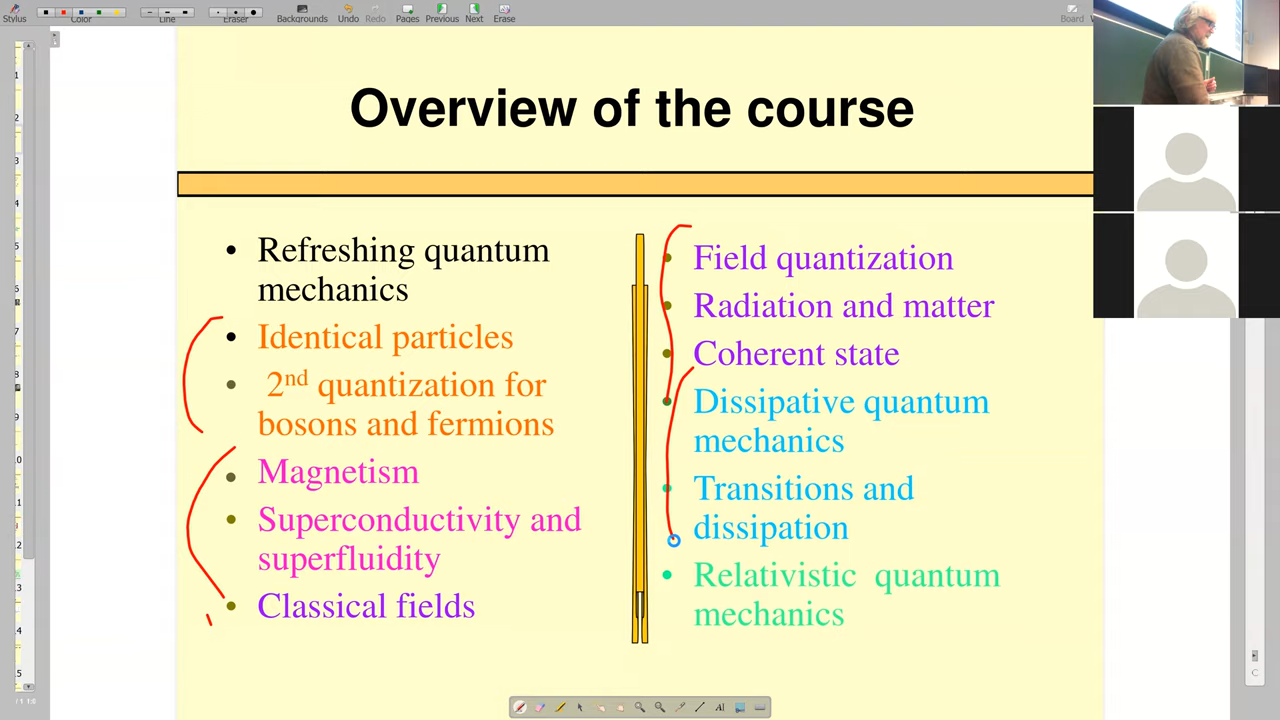 Stylus
Color
Line
Eraser
Backgrounds
Undo
Redo
Pages
Previous
Next
Erase
Board
Overview of the course
• Refreshing quantum
mechanics
• Identical particles
• 2nd quantization for
bosons and fermions
• Magnetism
• Superconductivity and
superfluidity
• Classical fields
• Field quantization
• Radiation and matter
• Coherent state
• Dissipative quantum
mechanics
• Transitions and
dissipation
• Relativistic quantum
mechanics